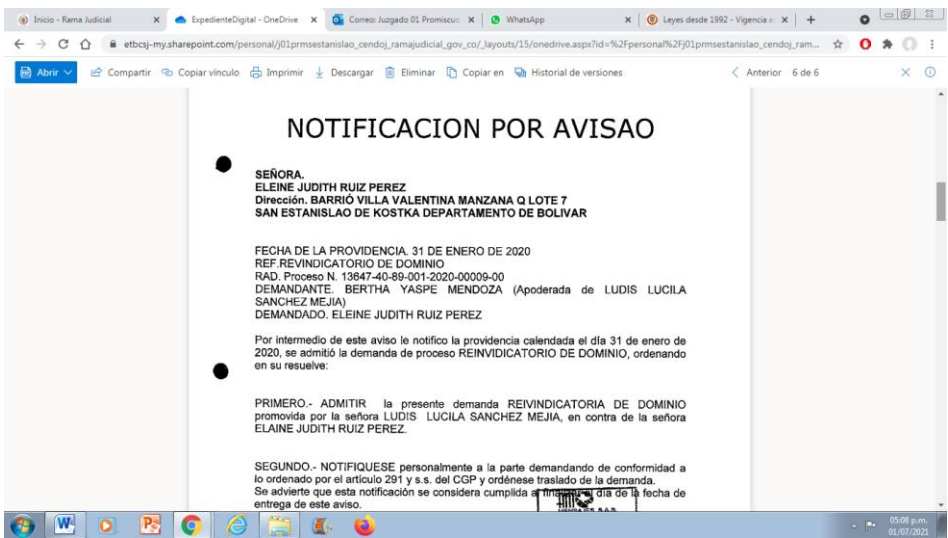 Inicio - Rama Judicial
ExpedienteDigital - OneDrive
Correo: Juzgado 01 Promiscuo
WhatsApp
Leyes desde 1992 - Vigencia e
etbcsj-my.sharepoint.com/personal/j01prmsestanislao_cendoj_ramajudicial_gov_co/_layouts/15/onedrive.aspx?id=%2Fpersonal%2Fj01prmsestanislao_cendoj_ram...
Abrir
Compartir
Copiar vínculo
Imprimir
Descargar
Eliminar
Copiar en
Historial de versiones
Anterior
6 de 6
NOTIFICACION POR AVISAO
SEÑORA.
ELEINE JUDITH RUIZ PEREZ
Dirección. BARRIÓ VILLA VALENTINA MANZANA Q LOTE 7
SAN ESTANISLAO DE KOSTKA DEPARTAMENTO DE BOLIVAR
FECHA DE LA PROVIDENCIA. 31 DE ENERO DE 2020
REF.REVINDICATORIO DE DOMINIO
RAD. Proceso N. 13647-40-89-001-2020-00009-00
DEMANDANTE. BERTHA YASPE MENDOZA (Apoderada de LUDIS LUCILA
SANCHEZ MEJIA)
DEMANDADO. ELEINE JUDITH RUIZ PEREZ
Por intermedio de este aviso le notifico la providencia calendada el día 31 de enero de
2020, se admitió la demanda de proceso REINVIDICATORIO DE DOMINIO, ordenando
en su resuelve:
PRIMERO.- ADMITIR la presente demanda REIVINDICATORIA DE DOMINIO
promovida por la señora LUDIS LUCILA SANCHEZ MEJIA, en contra de la señora
ELAINE JUDITH RUIZ PEREZ.
SEGUNDO.- NOTIFIQUESE personalmente a la parte demandando de conformidad a
lo ordenado por el articulo 291 y s.s. del CGP y ordénese traslado de la demanda.
Se advierte que esta notificación se considera cumplida al dia de la fecha de
entrega de este aviso.
05:08 p.m.
01/07/2021